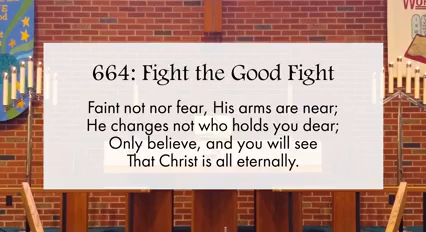 664: Fight the Good Fight
Faint not nor fear, His arms are near;
He changes not who holds you dear;
Only believe, and you will see
That Christ is all eternally.